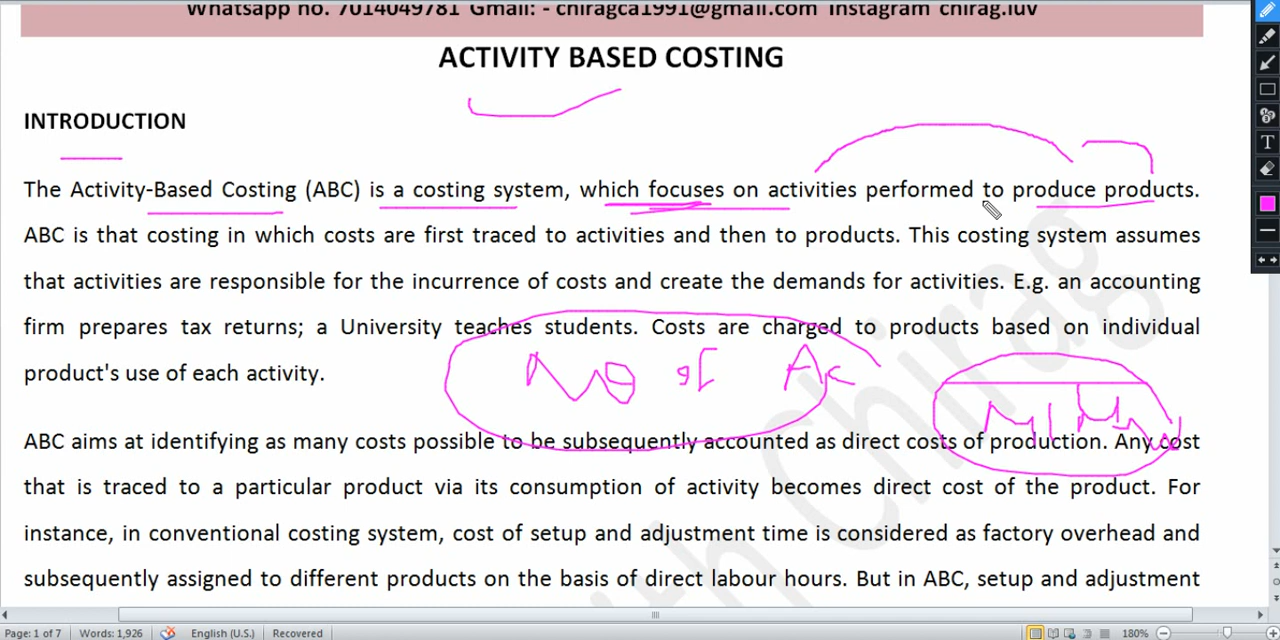 Whatsapp no. 7014049781 Gmail: - chiragca1991@gmail.com Instagram chirag.luv
ACTIVITY BASED COSTING
INTRODUCTION
The Activity-Based Costing (ABC) is a costing system, which focuses on activities performed to produce products.
ABC is that costing in which costs are first traced to activities and then to products. This costing system assumes
that activities are responsible for the incurrence of costs and create the demands for activities. E.g. an accounting
firm prepares tax returns; a University teaches students. Costs are charged to products based on individual
product's use of each activity.
No of Ac
ABC aims at identifying as many costs possible to be subsequently accounted as direct costs of production. Any cost
that is traced to a particular product via its consumption of activity becomes direct cost of the product. For
instance, in conventional costing system, cost of setup and adjustment time is considered as factory overhead and
subsequently assigned to different products on the basis of direct labour hours. But in ABC, setup and adjustment
Page: 1 of 7 Words: 1,926 English (U.S.) Recovered 180%